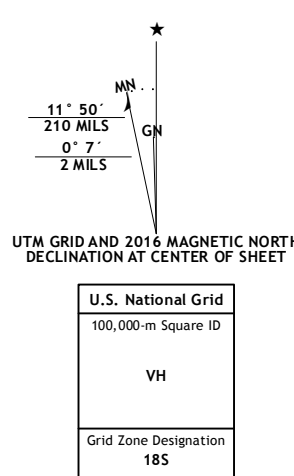 ★
MN
GN
11° 50´
210 MILS
0° 7´
2 MILS
UTM GRID AND 2016 MAGNETIC NORTH
DECLINATION AT CENTER OF SHEET
U.S. National Grid
100,000-m Square ID
VH
Grid Zone Designation
18S